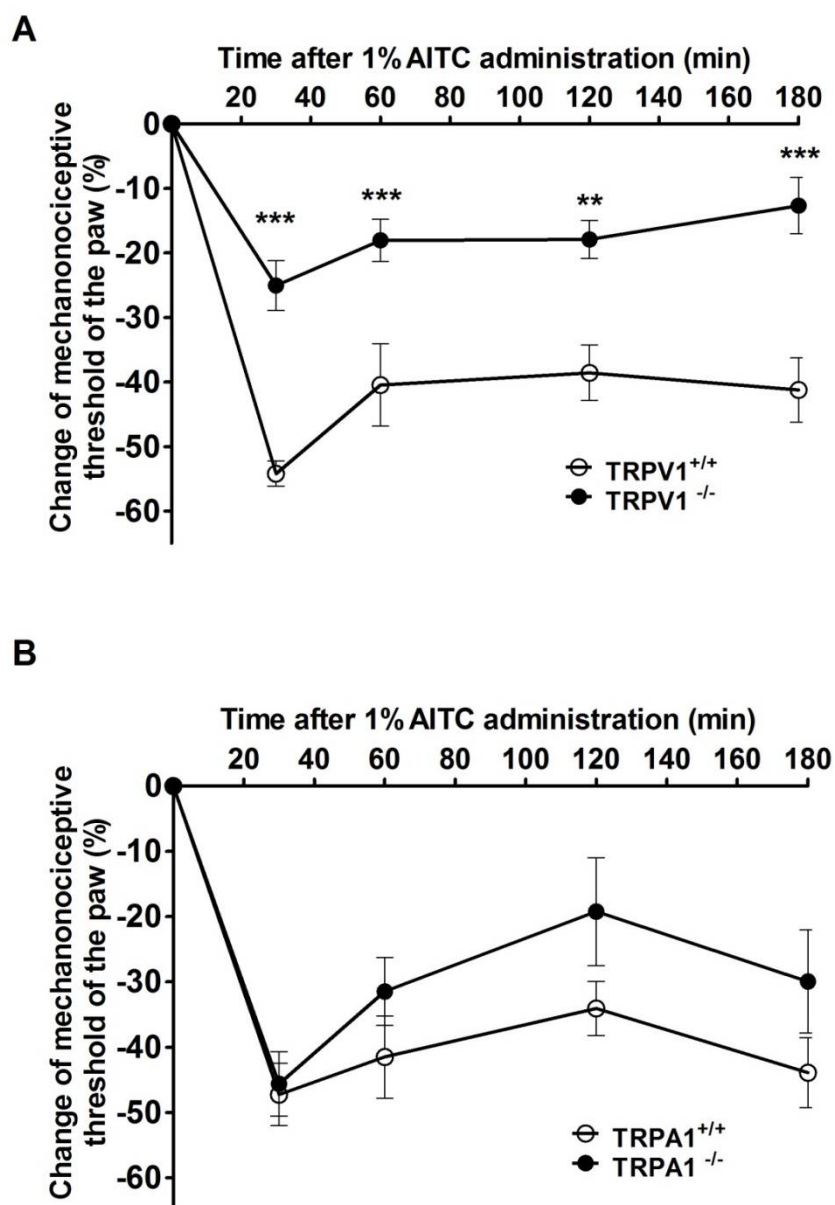 A
Time after 1% AITC administration (min)
20 40 60 80 100 120 140 160 180
0
-10
-20
-30
-40
-50
-60
Change of mechanonociceptive
threshold of the paw (%)
*** *** ** ***
TRPV1+/+
TRPV1 -/-
B
Time after 1% AITC administration (min)
20 40 60 80 100 120 140 160 180
0
-10
-20
-30
-40
-50
-60
Change of mechanonociceptive
threshold of the paw (%)
TRPA1+/+
TRPA1 -/-